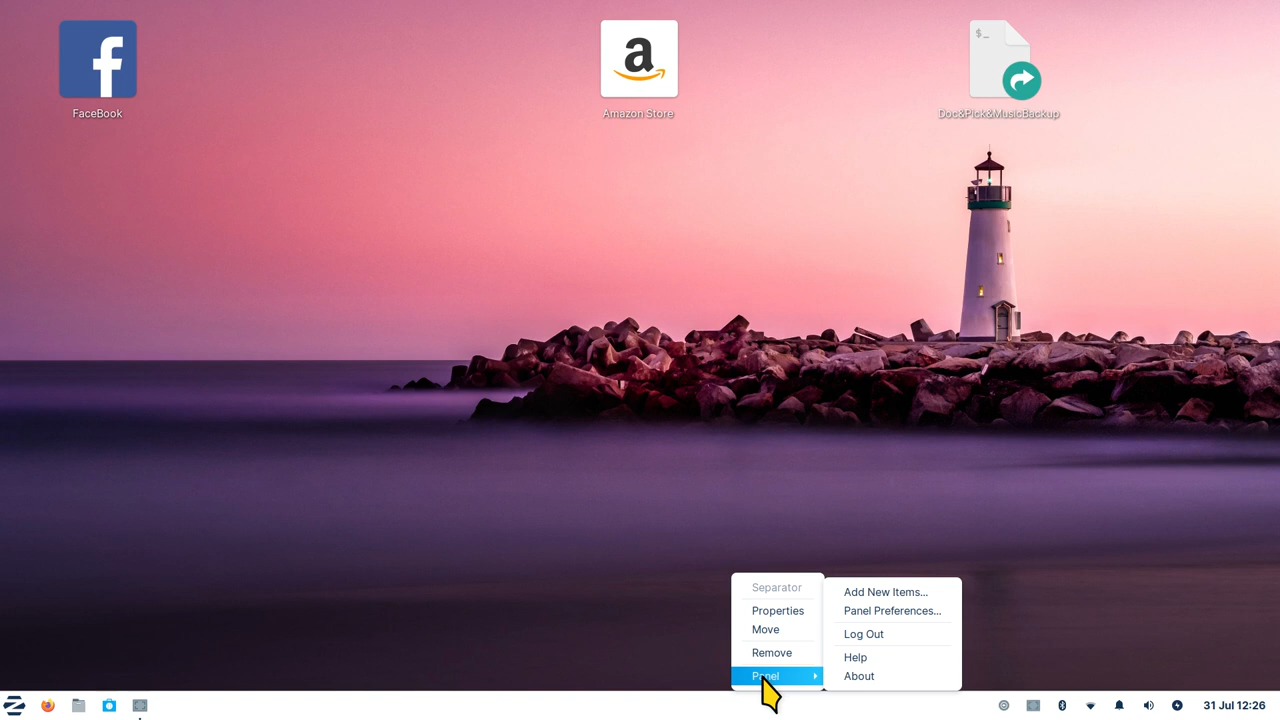 $_
FaceBook
Amazon Store
Doc&Pick&MusicBackup
Separator
Properties
Move
Remove
Panel
Add New Items...
Panel Preferences...
Log Out
Help
About
31 Jul 12:26